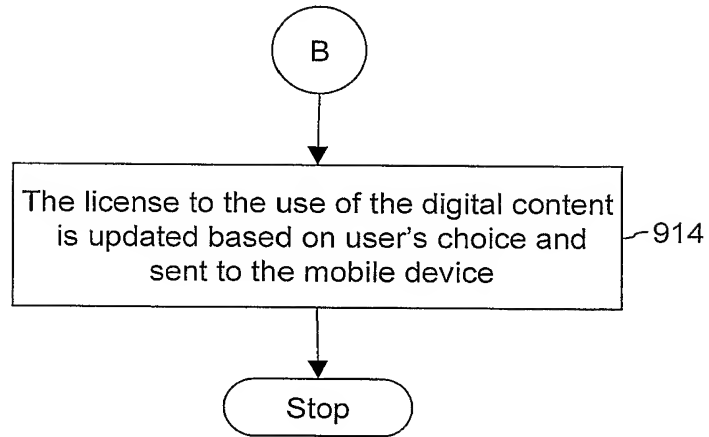 B
The license to the use of the digital content
is updated based on user's choice and
sent to the mobile device
914
Stop